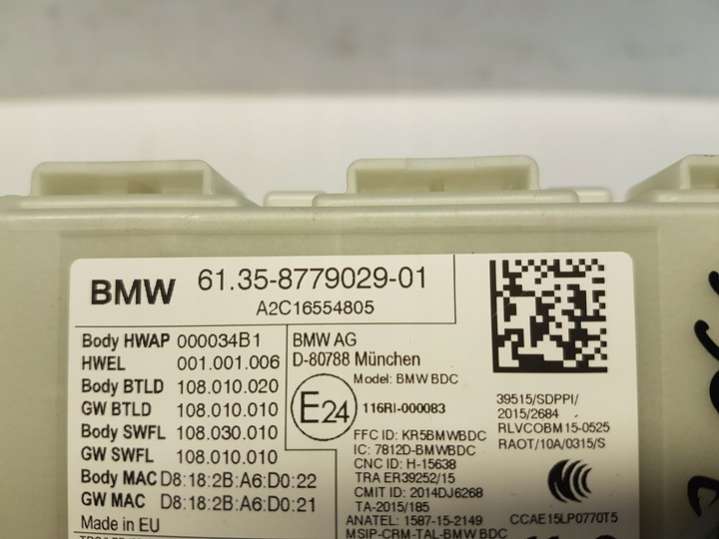 BMW 61.35-8779029-01
A2C16554805
Body HWAP 000034B1
HWEL 001.001.006
Body BTLD 108.010.020
GW BTLD 108.010.010
Body SWFL 108.030.010
GW SWFL 108.010.010
Body MAC D8:18:2B:A6:D0:22
GW MAC D8:18:2B:A6:D0:21
Made in EU
BMW AG
D-80788 München
Model: BMW BDC
E24 116RI-000083
FFC ID: KR5BMWBDC
IC: 7812D-BMWBDC
CNC ID: H-15638
TRA ER39252/15
CMIT ID: 2014DJ6268
TA-2015/185
ANATEL: 1587-15-2149
MSIP-CRM-TAL-BMW BDC
39515/SDPPI/
2015/2684
RLVCOBM15-0525
RAOT/10A/0315/S
CCAE15LP0770T5